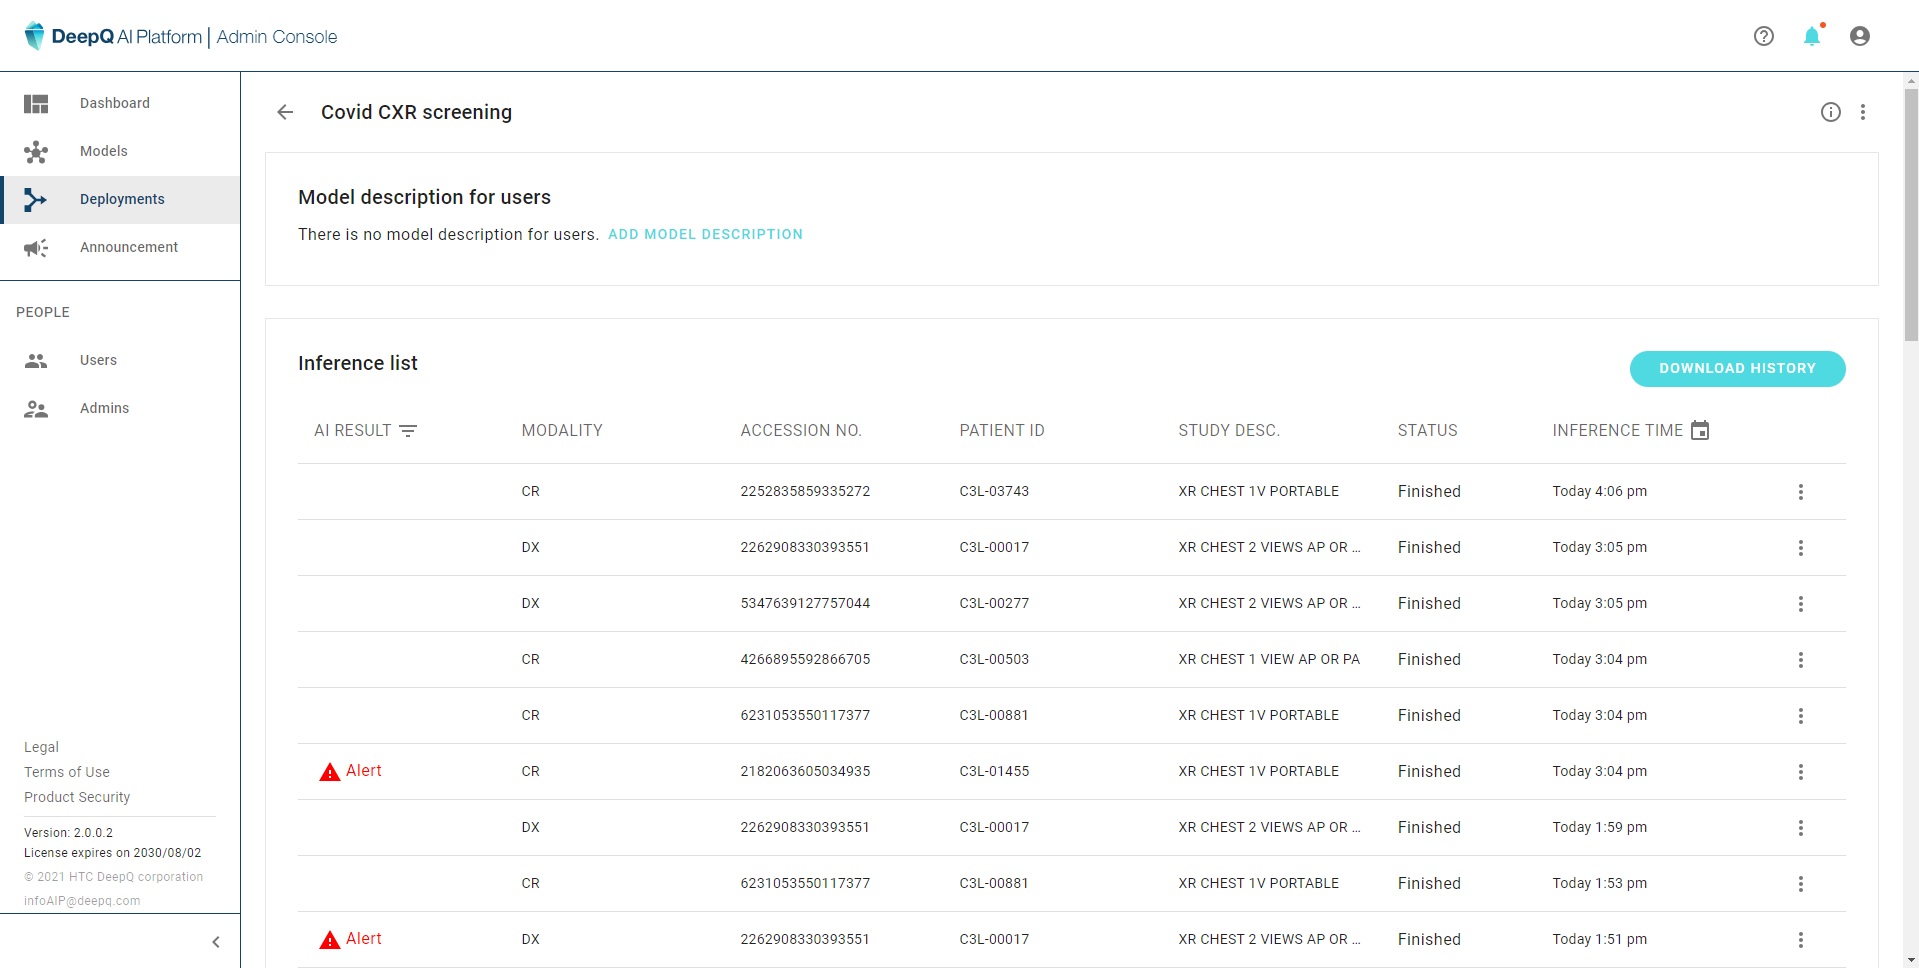 DeepQ AI Platform | Admin Console
Dashboard
Models
Deployments
Announcement
PEOPLE
Users
Admins
Legal
Terms of Use
Product Security
Version: 2.0.0.2
License expires on 2030/08/02
© 2021 HTC DeepQ corporation
infoAIP@deepq.com
Covid CXR screening
Model description for users
There is no model description for users. ADD MODEL DESCRIPTION
Inference list
DOWNLOAD HISTORY
AI RESULT MODALITY ACCESSION NO. PATIENT ID STUDY DESC. STATUS INFERENCE TIME
CR 2252835859335272 C3L-03743 XR CHEST 1V PORTABLE Finished Today 4:06 pm
DX 2262908330393551 C3L-00017 XR CHEST 2 VIEWS AP OR ... Finished Today 3:05 pm
DX 5347639127757044 C3L-00277 XR CHEST 2 VIEWS AP OR ... Finished Today 3:05 pm
CR 4266895592866705 C3L-00503 XR CHEST 1 VIEW AP OR PA Finished Today 3:04 pm
CR 6231053550117377 C3L-00881 XR CHEST 1V PORTABLE Finished Today 3:04 pm
Alert CR 2182063605034935 C3L-01455 XR CHEST 1V PORTABLE Finished Today 3:04 pm
DX 2262908330393551 C3L-00017 XR CHEST 2 VIEWS AP OR ... Finished Today 1:59 pm
CR 6231053550117377 C3L-00881 XR CHEST 1V PORTABLE Finished Today 1:53 pm
Alert DX 2262908330393551 C3L-00017 XR CHEST 2 VIEWS AP OR ... Finished Today 1:51 pm